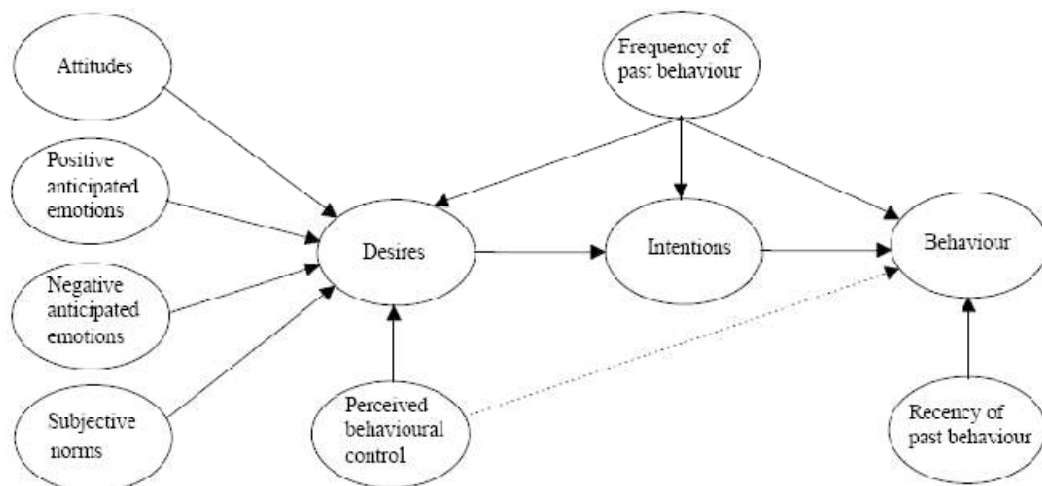 Attitudes
Frequency of
past behaviour
Positive
anticipated
emotions
Desires
Intentions
Behaviour
Negative
anticipated
emotions
Subjective
norms
Perceived
behavioural
control
Recency of
past behaviour